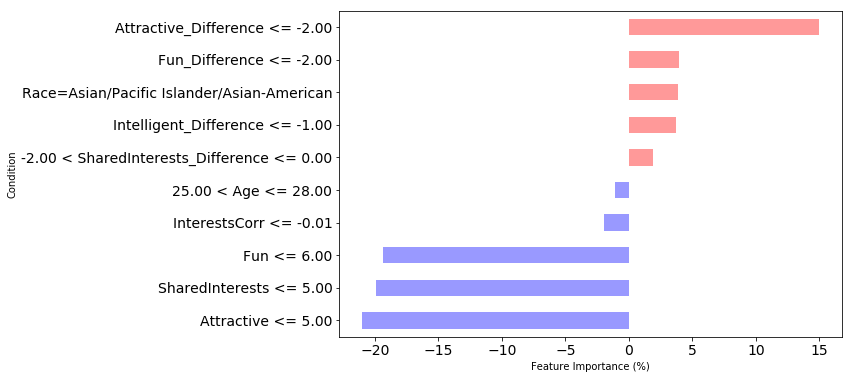 Attractive_Difference <= -2.00
Fun_Difference <= -2.00
Race=Asian/Pacific Islander/Asian-American
Intelligent_Difference <= -1.00
-2.00 < SharedInterests_Difference <= 0.00
25.00 < Age <= 28.00
InterestsCorr <= -0.01
Fun <= 6.00
SharedInterests <= 5.00
Attractive <= 5.00
Condition
−20 −15 −10 −5 0 5 10 15
Feature Importance (%)